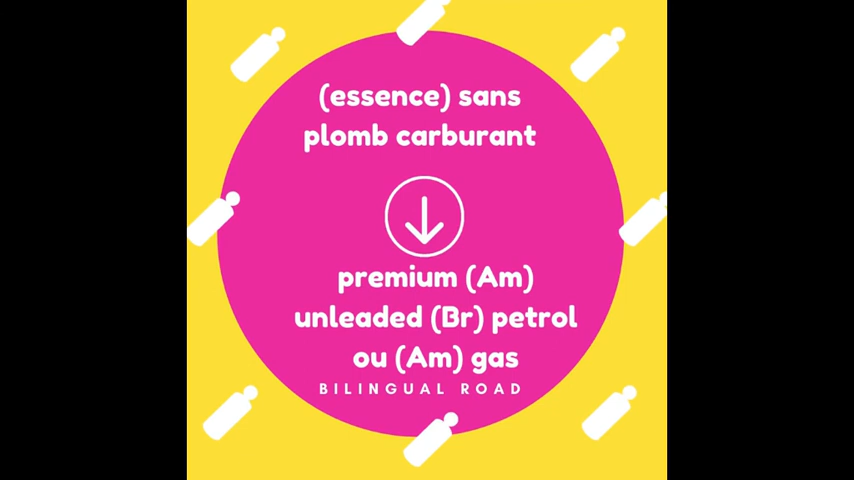 (essence) sans
plomb carburant
premium (Am)
unleaded (Br) petrol
ou (Am) gas
BILINGUAL ROAD